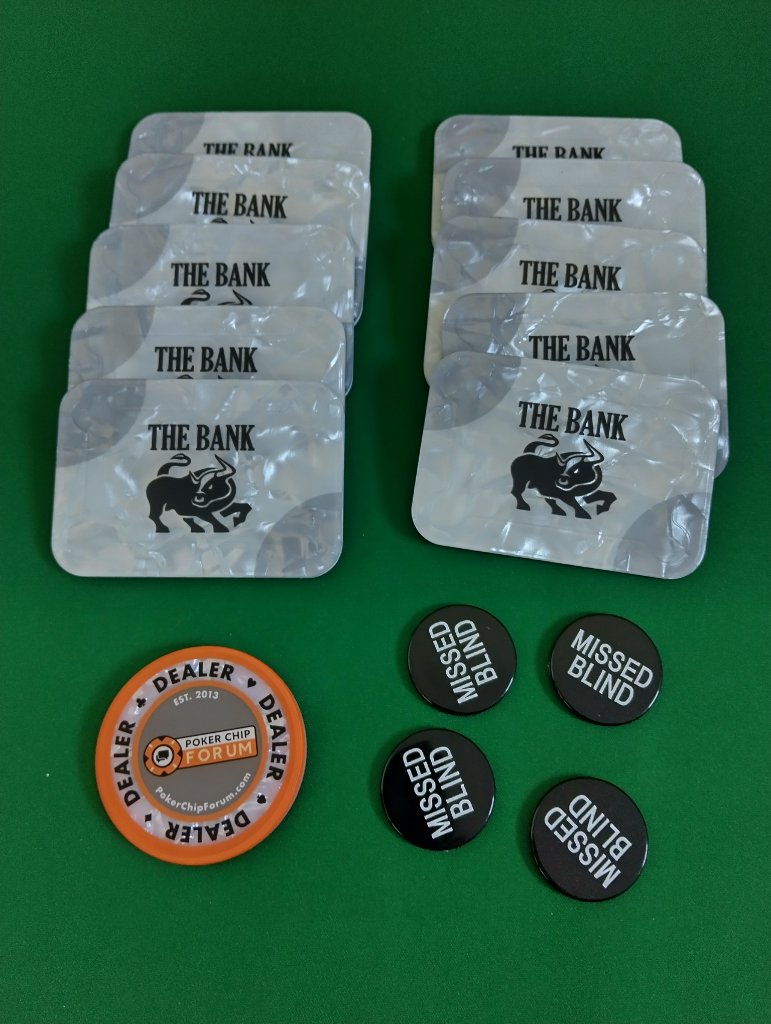 THE BANK
THE BANK
THE BANK
THE BANK
THE BANK
THE BANK
THE BANK
THE BANK
THE BANK
THE BANK
DEALER
DEALER
DEALER
DEALER
EST. 2013
POKER CHIP
FORUM
PokerChipForum.com
MISSED
BLIND
MISSED
BLIND
MISSED
BLIND
MISSED
BLIND